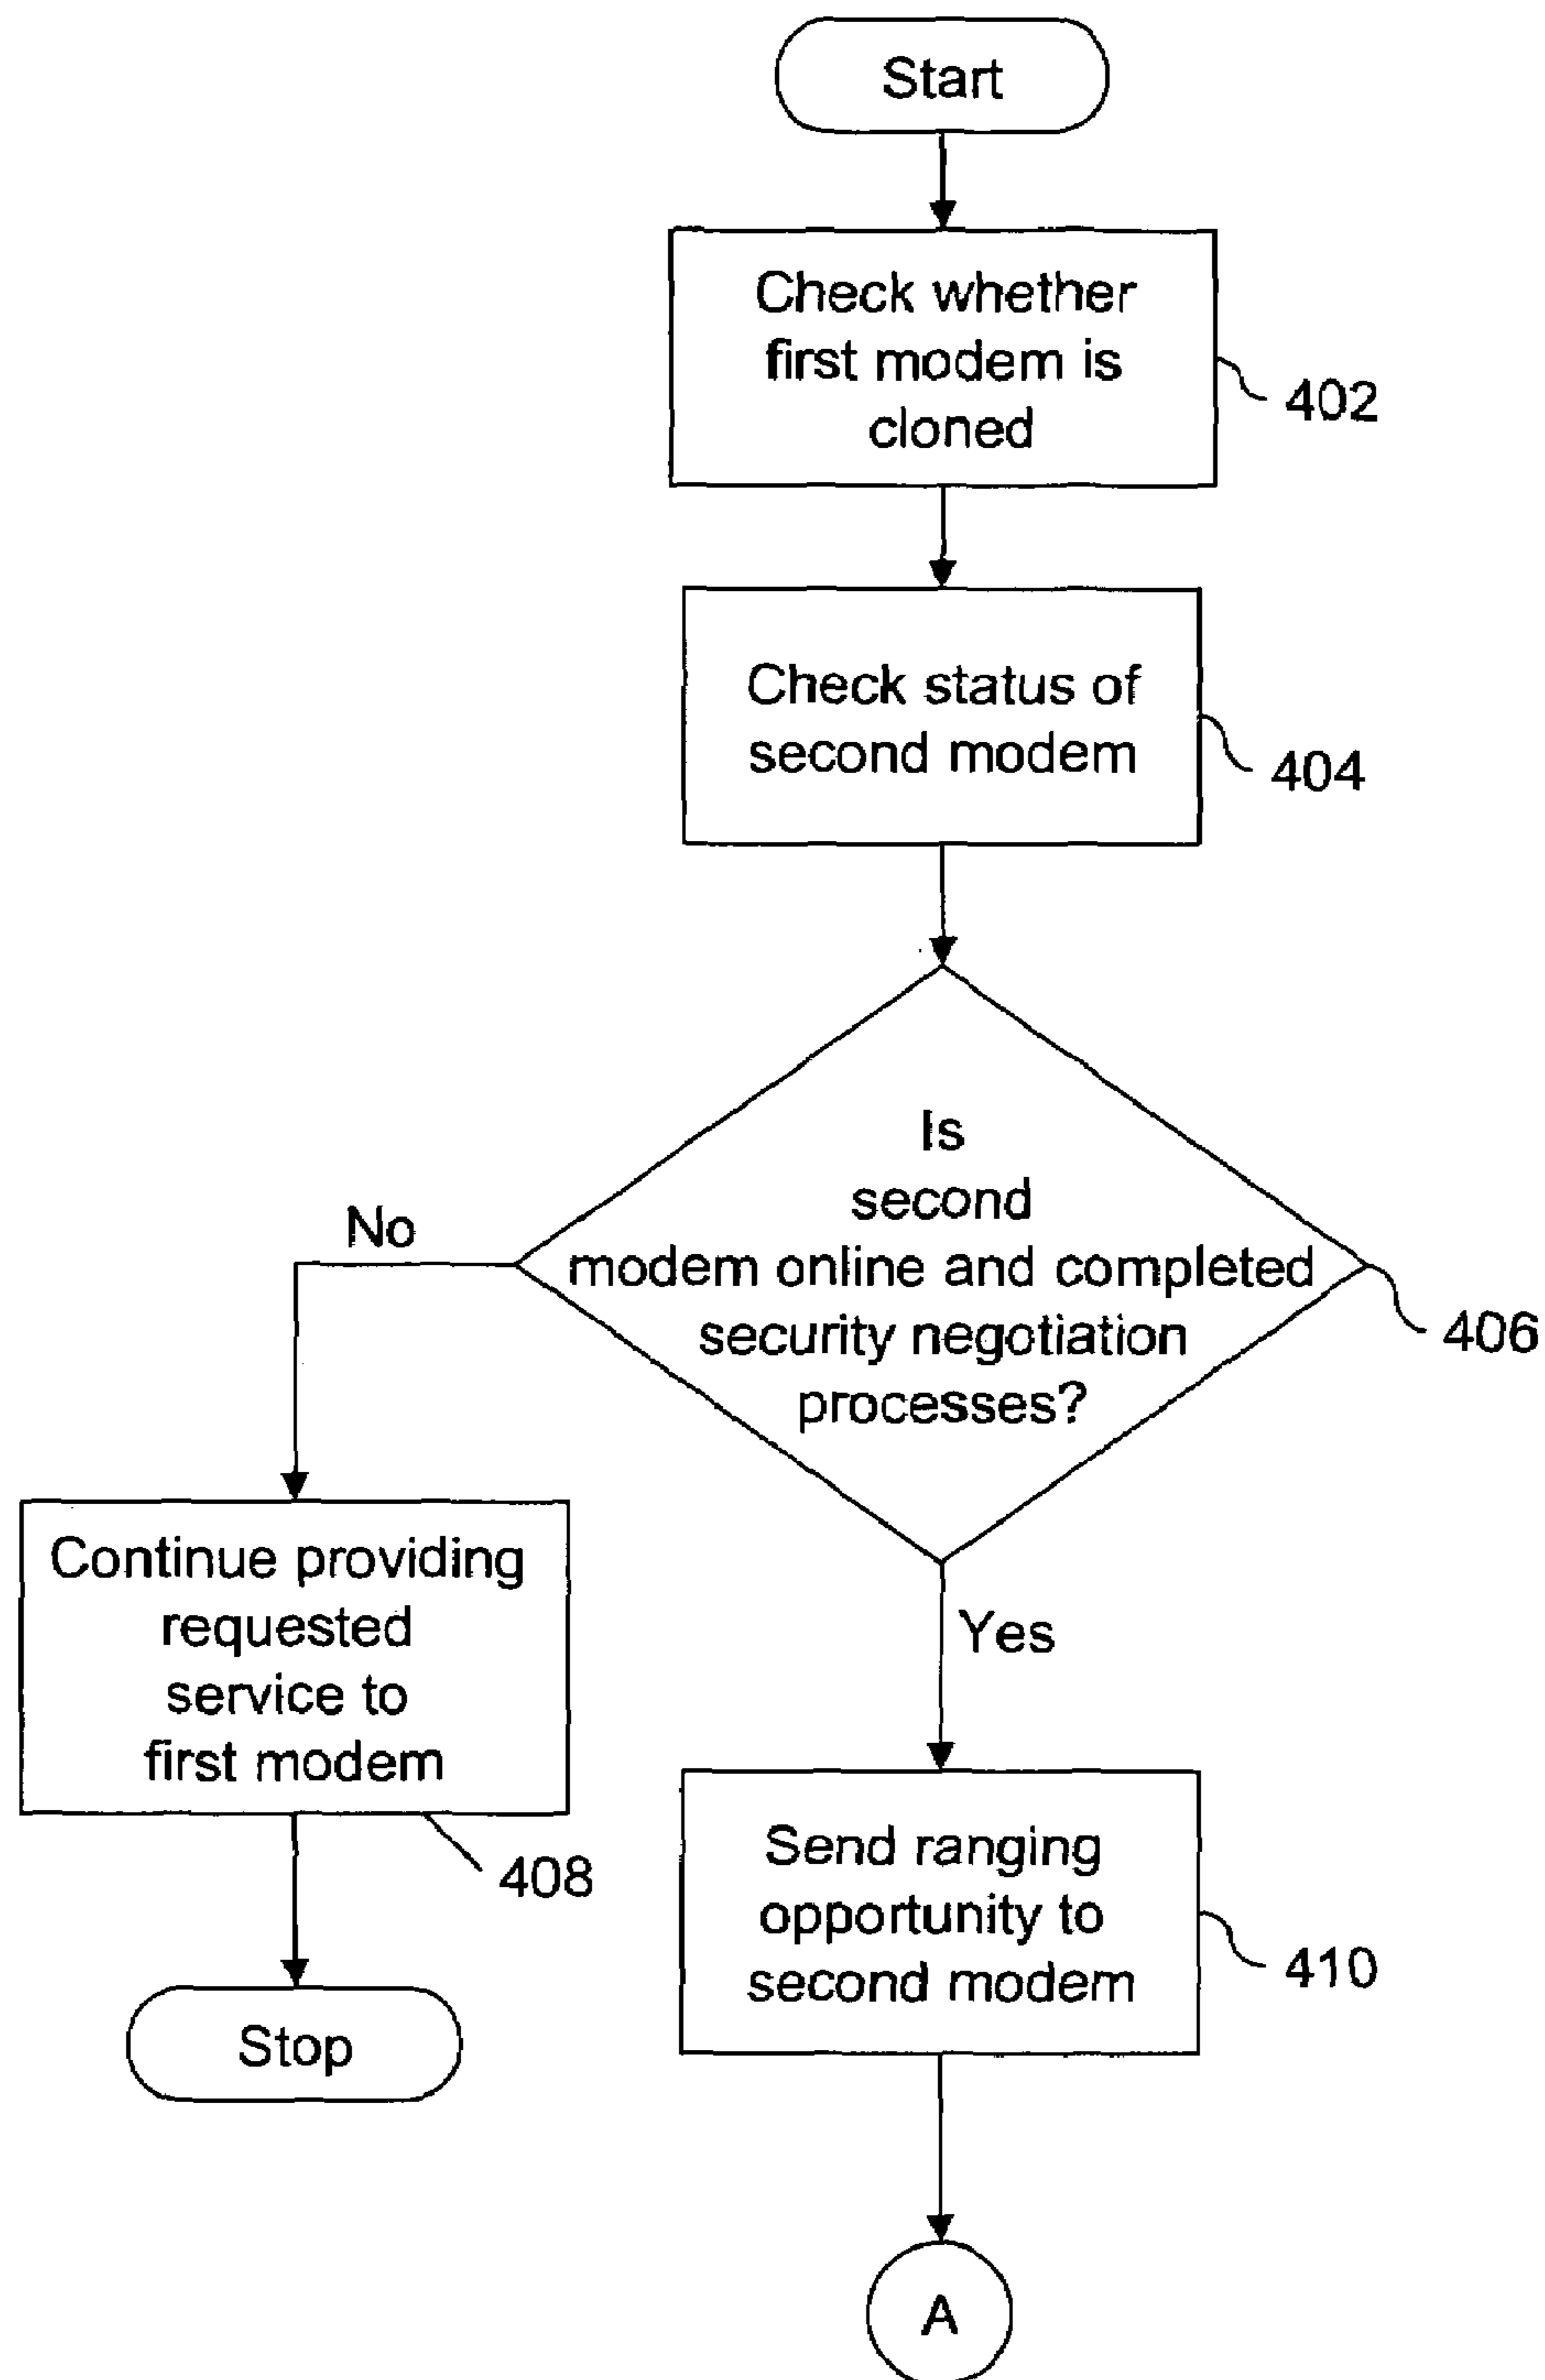 Start
Check whether
first modem is
cloned
402
Check status of
second modem
404
Is
second
modem online and completed
security negotiation
processes?
406
No
Yes
Continue providing
requested
service to
first modem
408
Send ranging
opportunity to
second modem
410
Stop
A